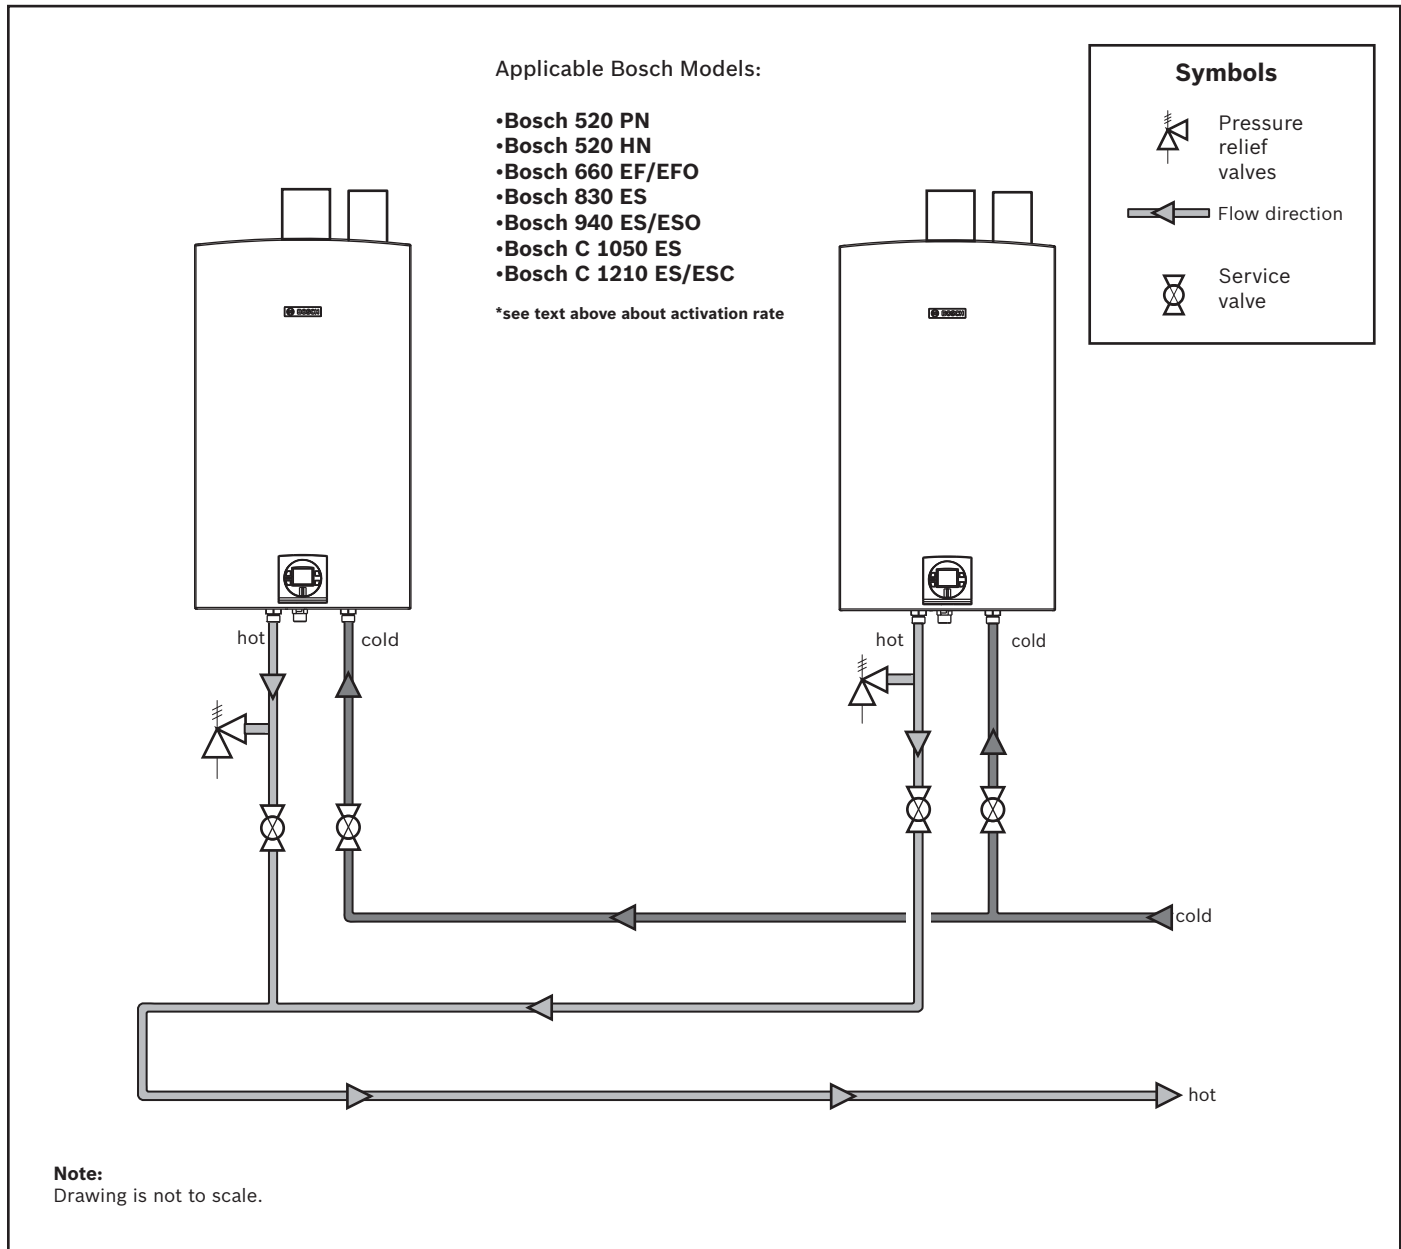 Applicable Bosch Models:
•Bosch 520 PN
•Bosch 520 HN
•Bosch 660 EF/EFO
•Bosch 830 ES
•Bosch 940 ES/ESO
•Bosch C 1050 ES
•Bosch C 1210 ES/ESC
*see text above about activation rate
Symbols
Pressure
relief
valves
Flow direction
Service
valve
BOSCH
BOSCH
hot
cold
hot
cold
cold
hot
Note:
Drawing is not to scale.